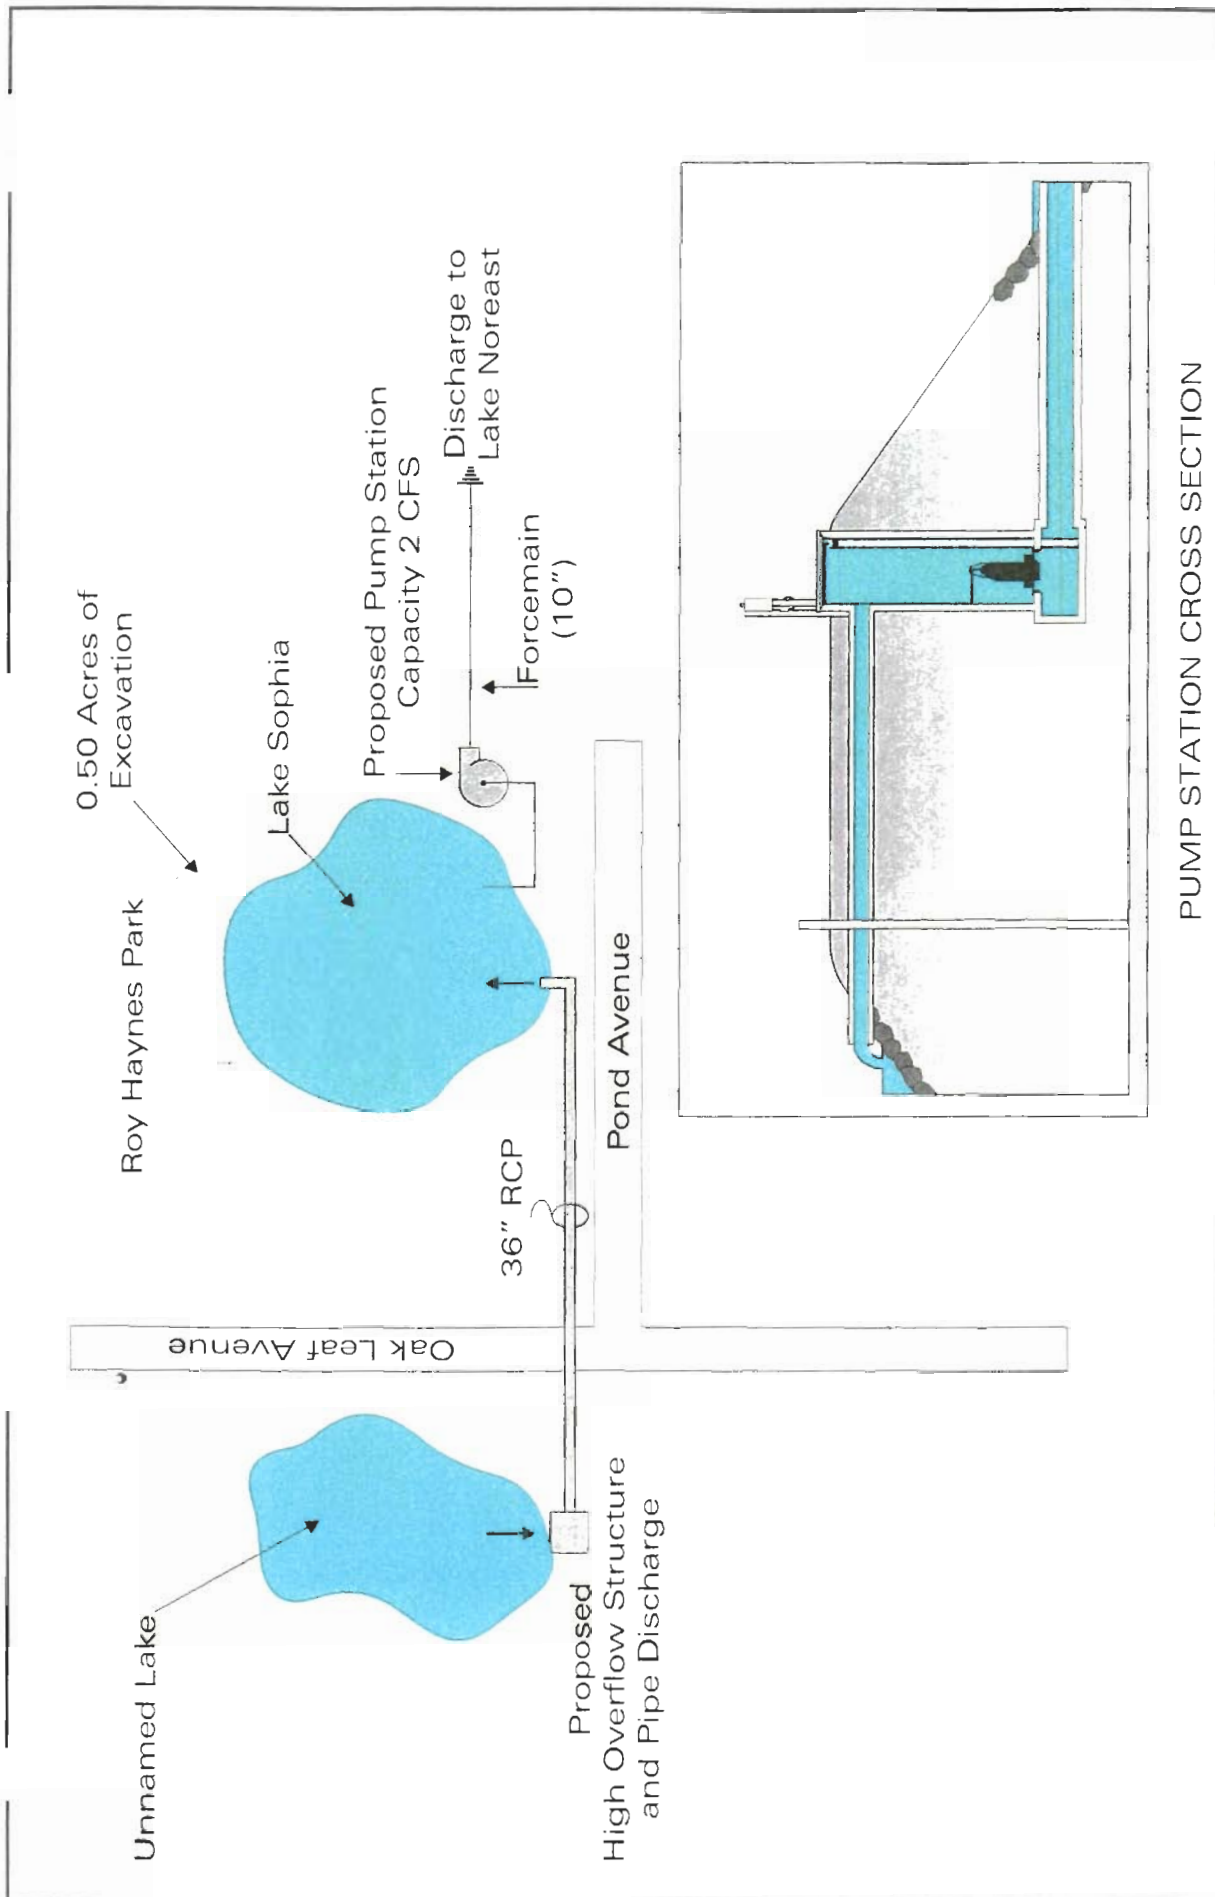 0.50 Acres of
Excavation
Roy Haynes Park
Lake Sophia
Unnamed Lake
Oak Leaf Avenue
Proposed Pump Station
Capacity 2 CFS
Discharge to
Lake Noreast
Forcemain
(10")
36" RCP
Pond Avenue
Proposed
High Overflow Structure
and Pipe Discharge
PUMP STATION CROSS SECTION